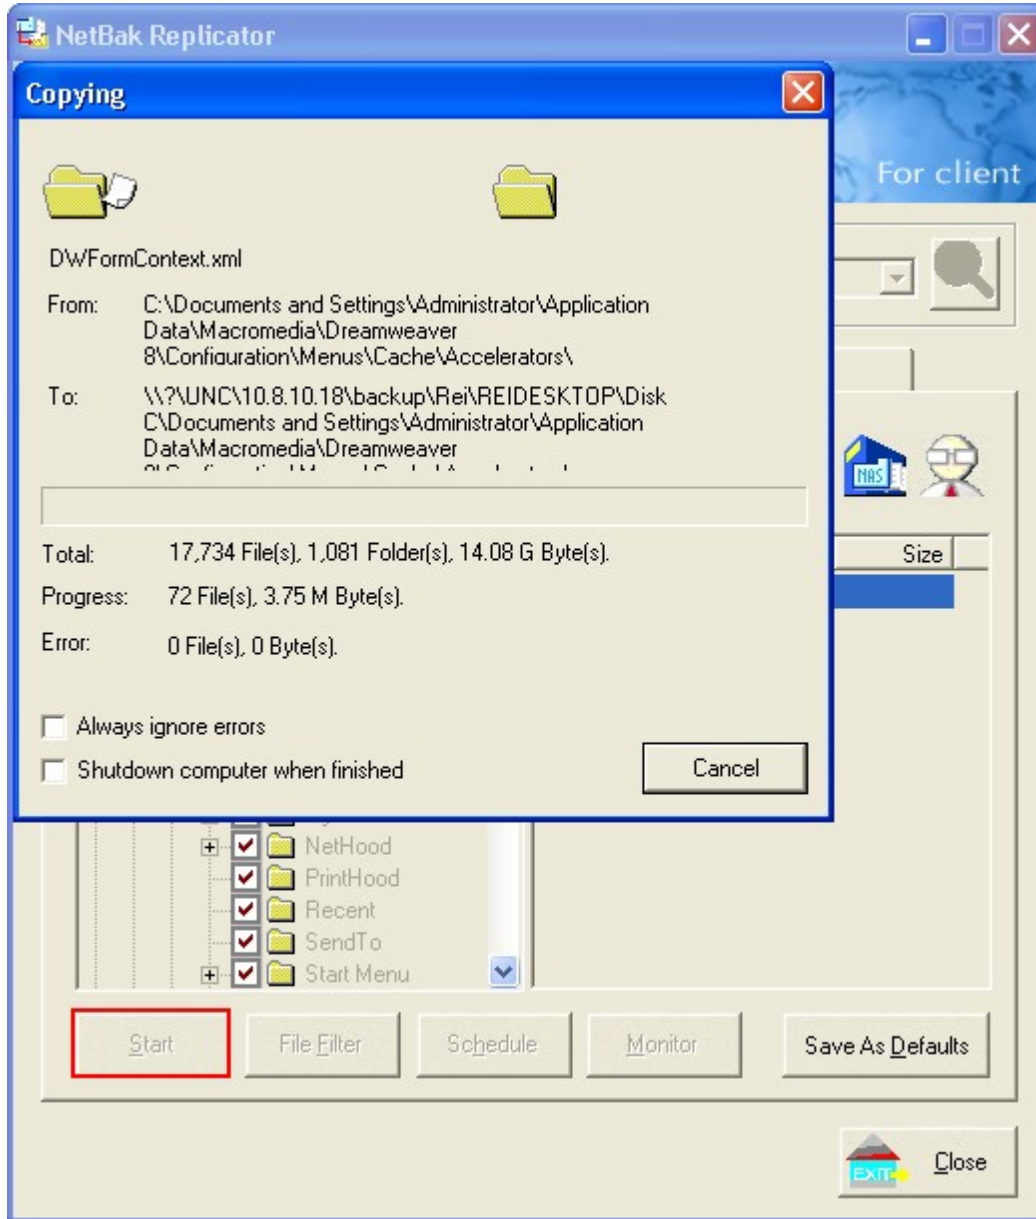 NetBak Replicator
Copying
For client
DWFormContext.xml
From: C:\Documents and Settings\Administrator\Application
Data\Macromedia\Dreamweaver
8\Configuration\Menus\Cache\Accelerators\
To: \\?\UNC\10.8.10.18\backup\Rei\REIDESKTOP\Disk
C\Documents and Settings\Administrator\Application
Data\Macromedia\Dreamweaver
NAS
Size
Total: 17,734 File(s), 1,081 Folder(s), 14.08 G Byte(s).
Progress: 72 File(s), 3.75 M Byte(s).
Error: 0 File(s), 0 Byte(s).
Always ignore errors
Shutdown computer when finished
Cancel
NetHood
PrintHood
Recent
SendTo
Start Menu
Start
File Filter
Schedule
Monitor
Save As Defaults
EXIT
Close